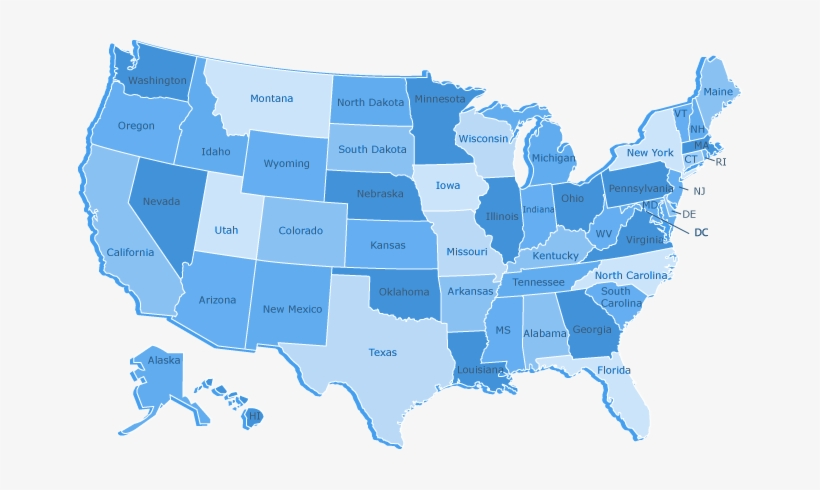 Washington
Montana
North Dakota
Minnesota
Maine
VT
NH
Oregon
Idaho
Wyoming
South Dakota
Wisconsin
Michigan
New York
MA
CT
RI
Nevada
Nebraska
Iowa
Illinois
Indiana
Ohio
Pennsylvania
NJ
MD
DE
DC
California
Utah
Colorado
Kansas
Missouri
Kentucky
WV
Virginia
Arizona
New Mexico
Oklahoma
Arkansas
Tennessee
North Carolina
South
Carolina
Texas
Louisiana
MS
Alabama
Georgia
Florida
Alaska
HI